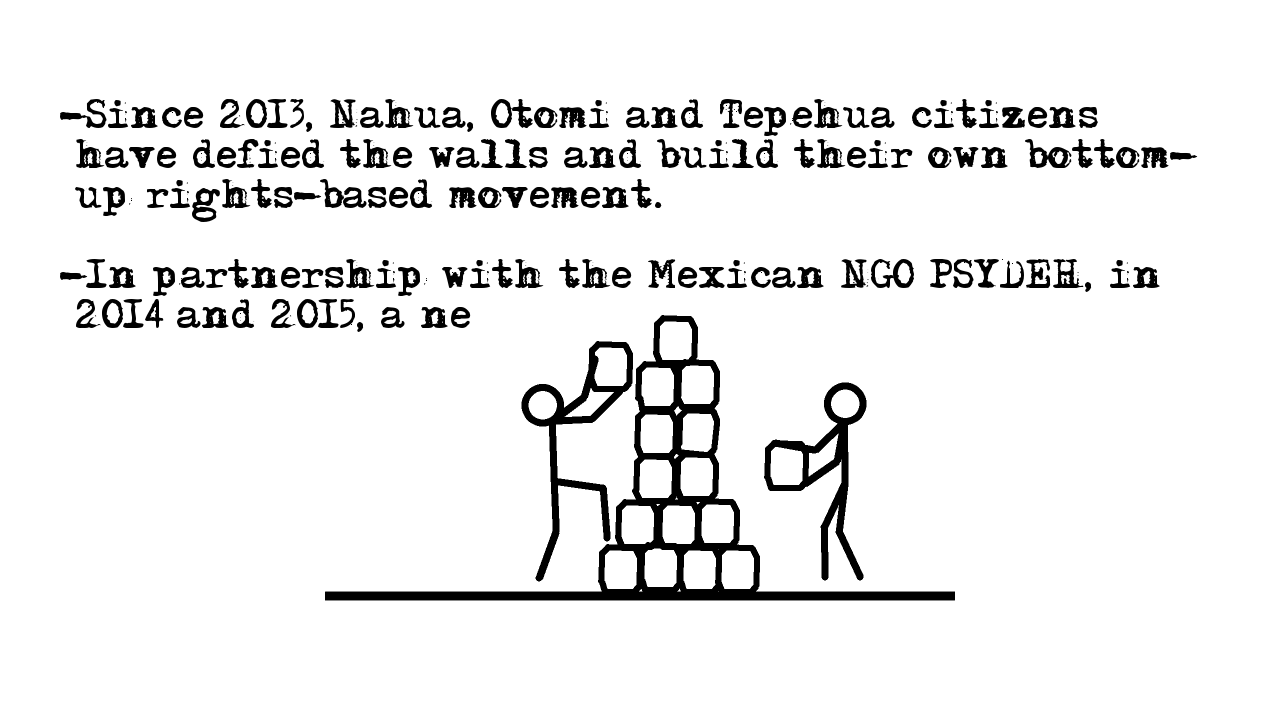 -Since 2013, Nahua, Otomi and Tepehua citizens
have defied the walls and build their own bottom-
up rights-based movement.
-In partnership with the Mexican NGO PSYDEH, in
2014 and 2015, a ne